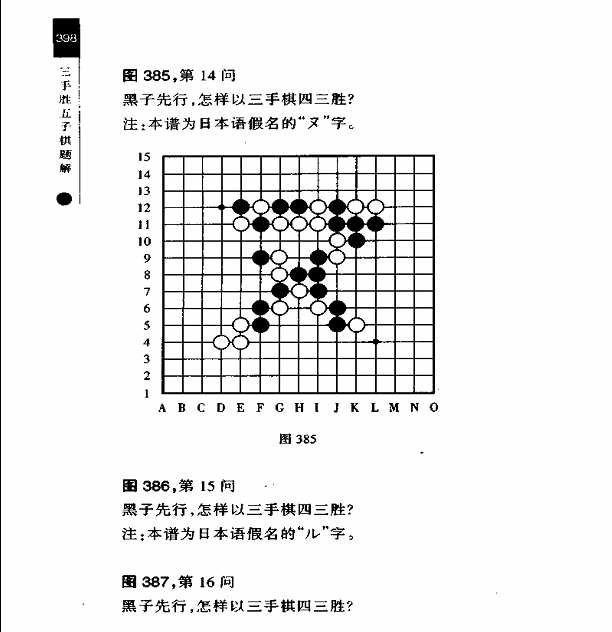 398
三手胜五子棋题解
图 385,第 14 问
黑子先行,怎样以三手棋四三胜?
注:本谱为日本语假名的“ヌ”字。
15
14
13
12
11
10
9
8
7
6
5
4
3
2
1
A B C D E F G H I J K L M N O
图 385
图 386,第 15 问
黑子先行,怎样以三手棋四三胜?
注:本谱为日本语假名的“ル”字。
图 387,第 16 问
黑子先行,怎样以三手棋四三胜?